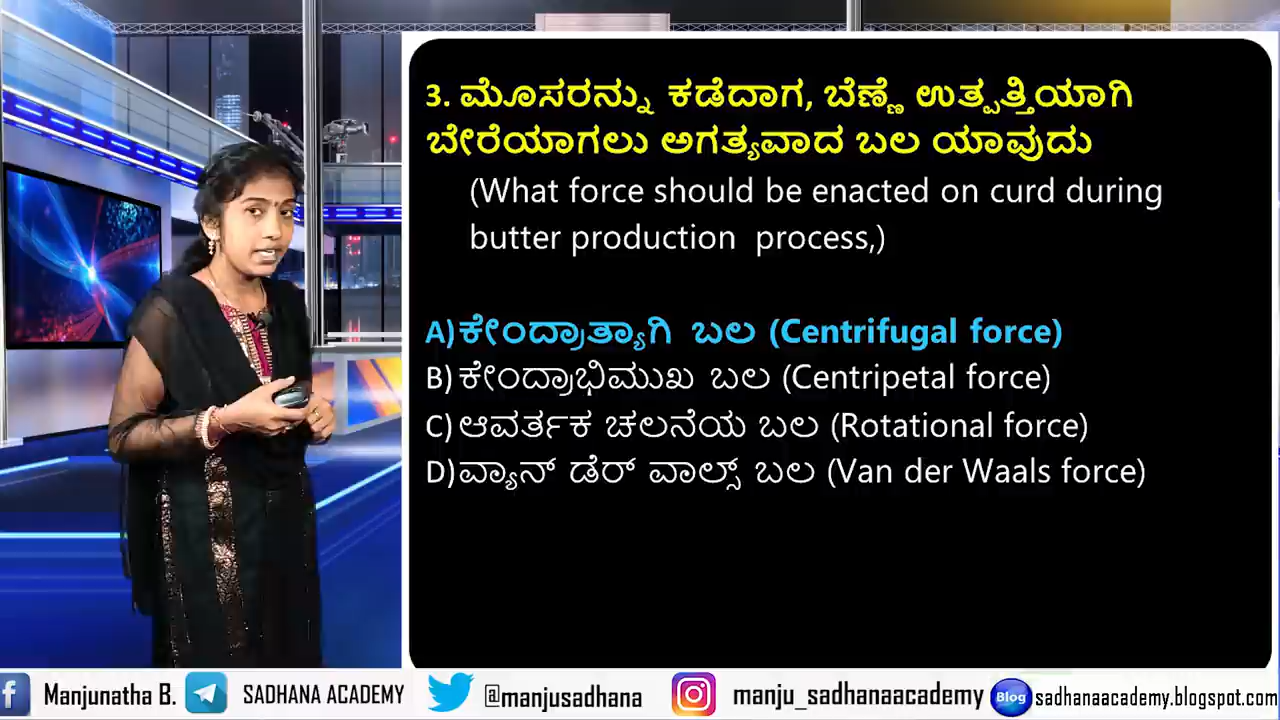 3. ಮೊಸರನ್ನು ಕಡೆದಾಗ, ಬೆಣ್ಣೆ ಉತ್ಪತ್ತಿಯಾಗಿ
ಬೇರೆಯಾಗಲು ಅಗತ್ಯವಾದ ಬಲ ಯಾವುದು
(What force should be enacted on curd during
butter production process,)
A)ಕೇಂದ್ರಾತ್ಯಾಗಿ ಬಲ (Centrifugal force)
B)ಕೇಂದ್ರಾಭಿಮುಖ ಬಲ (Centripetal force)
C)ಆವರ್ತಕ ಚಲನೆಯ ಬಲ (Rotational force)
D)ವ್ಯಾನ್ ಡೆರ್ ವಾಲ್ಸ್ ಬಲ (Van der Waals force)
f Manjunatha B. SADHANA ACADEMY @manjusadhana manju_sadhanaacademy Blog sadhanaacademy.blogspot.com